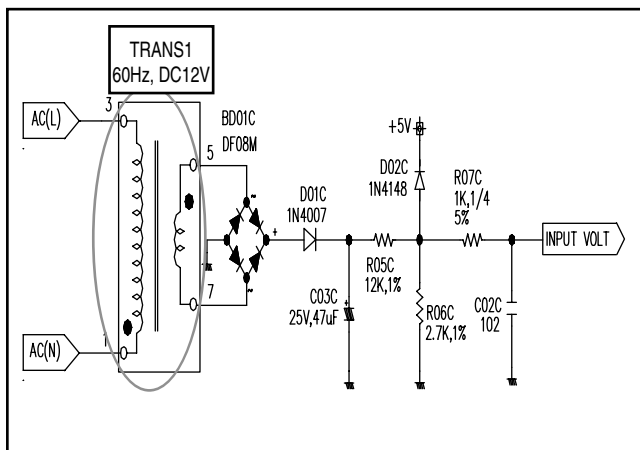 TRANS1
60Hz, DC12V
3
AC(L)
BD01C
DF08M
5
~
+
~
7
D01C
1N4007
+5V
D02C
1N4148
R07C
1K,1/4
5%
INPUT VOLT
R05C
12K,1%
C03C
25V,47uF
+
R06C
2.7K,1%
C02C
102
AC(N)
1